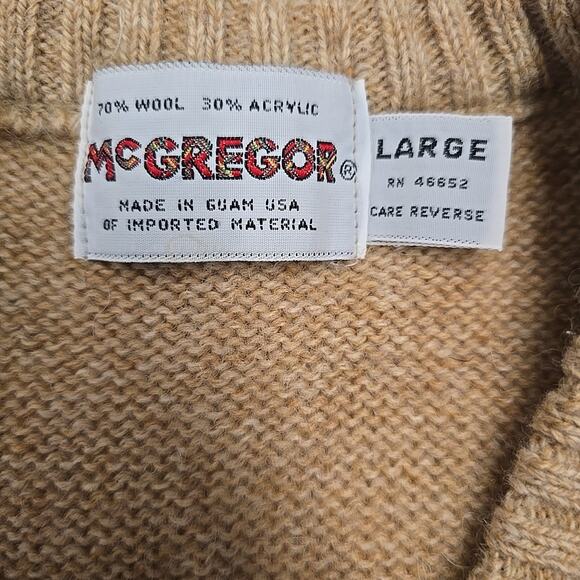 70% WOOL 30% ACRYLIC
McGREGOR®
MADE IN GUAM USA
OF IMPORTED MATERIAL
LARGE
RN 46652
CARE REVERSE